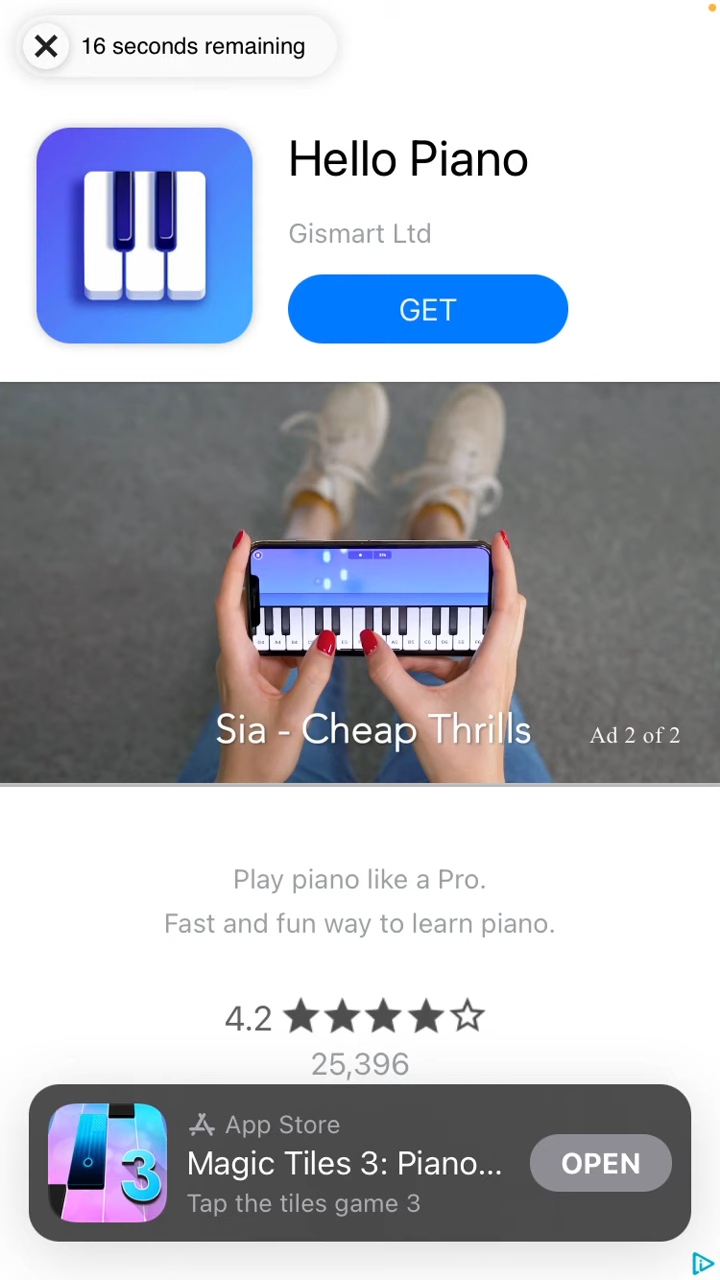 16 seconds remaining
Hello Piano
Gismart Ltd
GET
Sia - Cheap Thrills
Ad 2 of 2
Play piano like a Pro.
Fast and fun way to learn piano.
4.2
25,396
App Store
Magic Tiles 3: Piano...
Tap the tiles game 3
OPEN
3